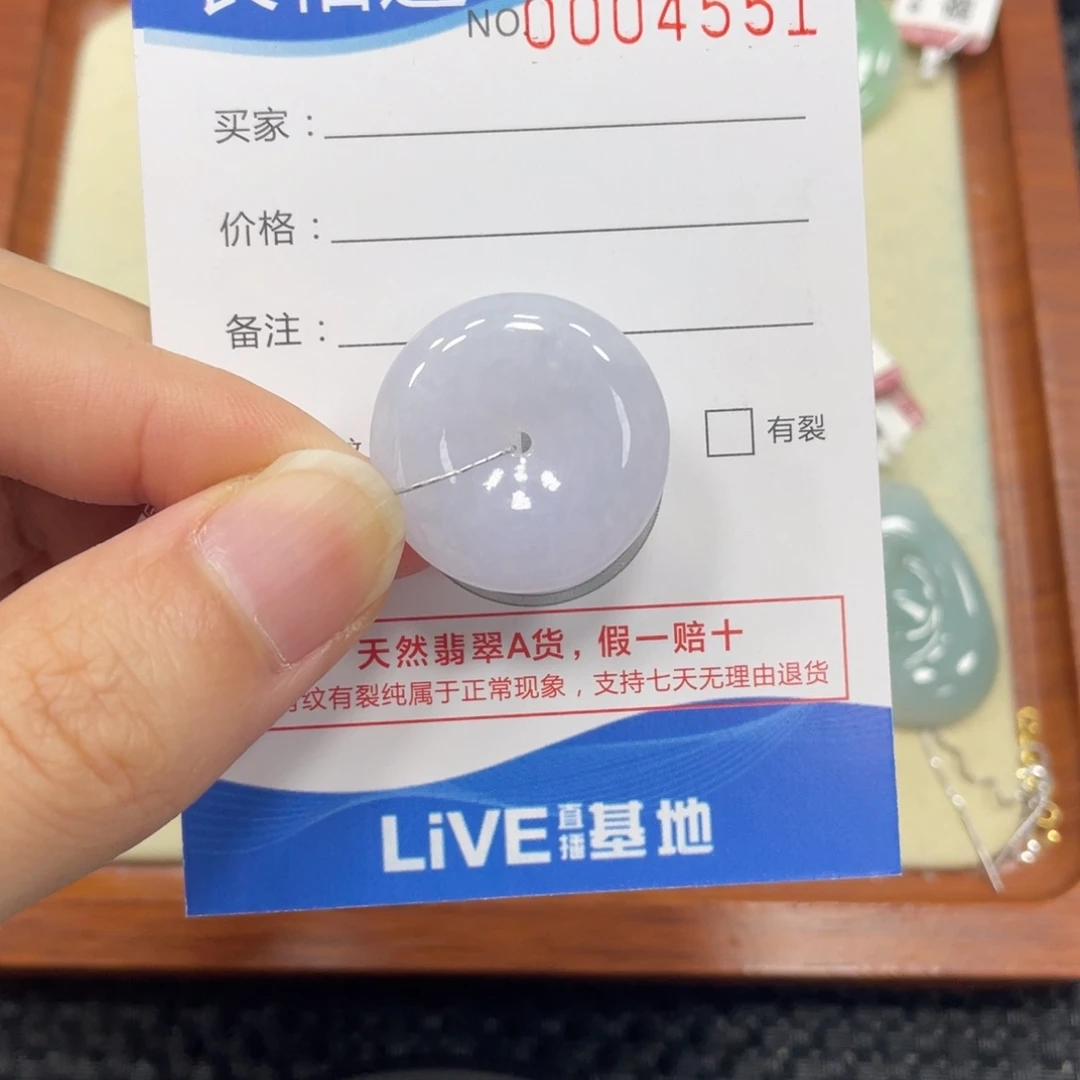 NO.0004551
买家：
价格：
备注：
有裂
天然翡翠A货，假一赔十
纹有裂纯属于正常现象，支持七天无理由退货
LiVE直播基地